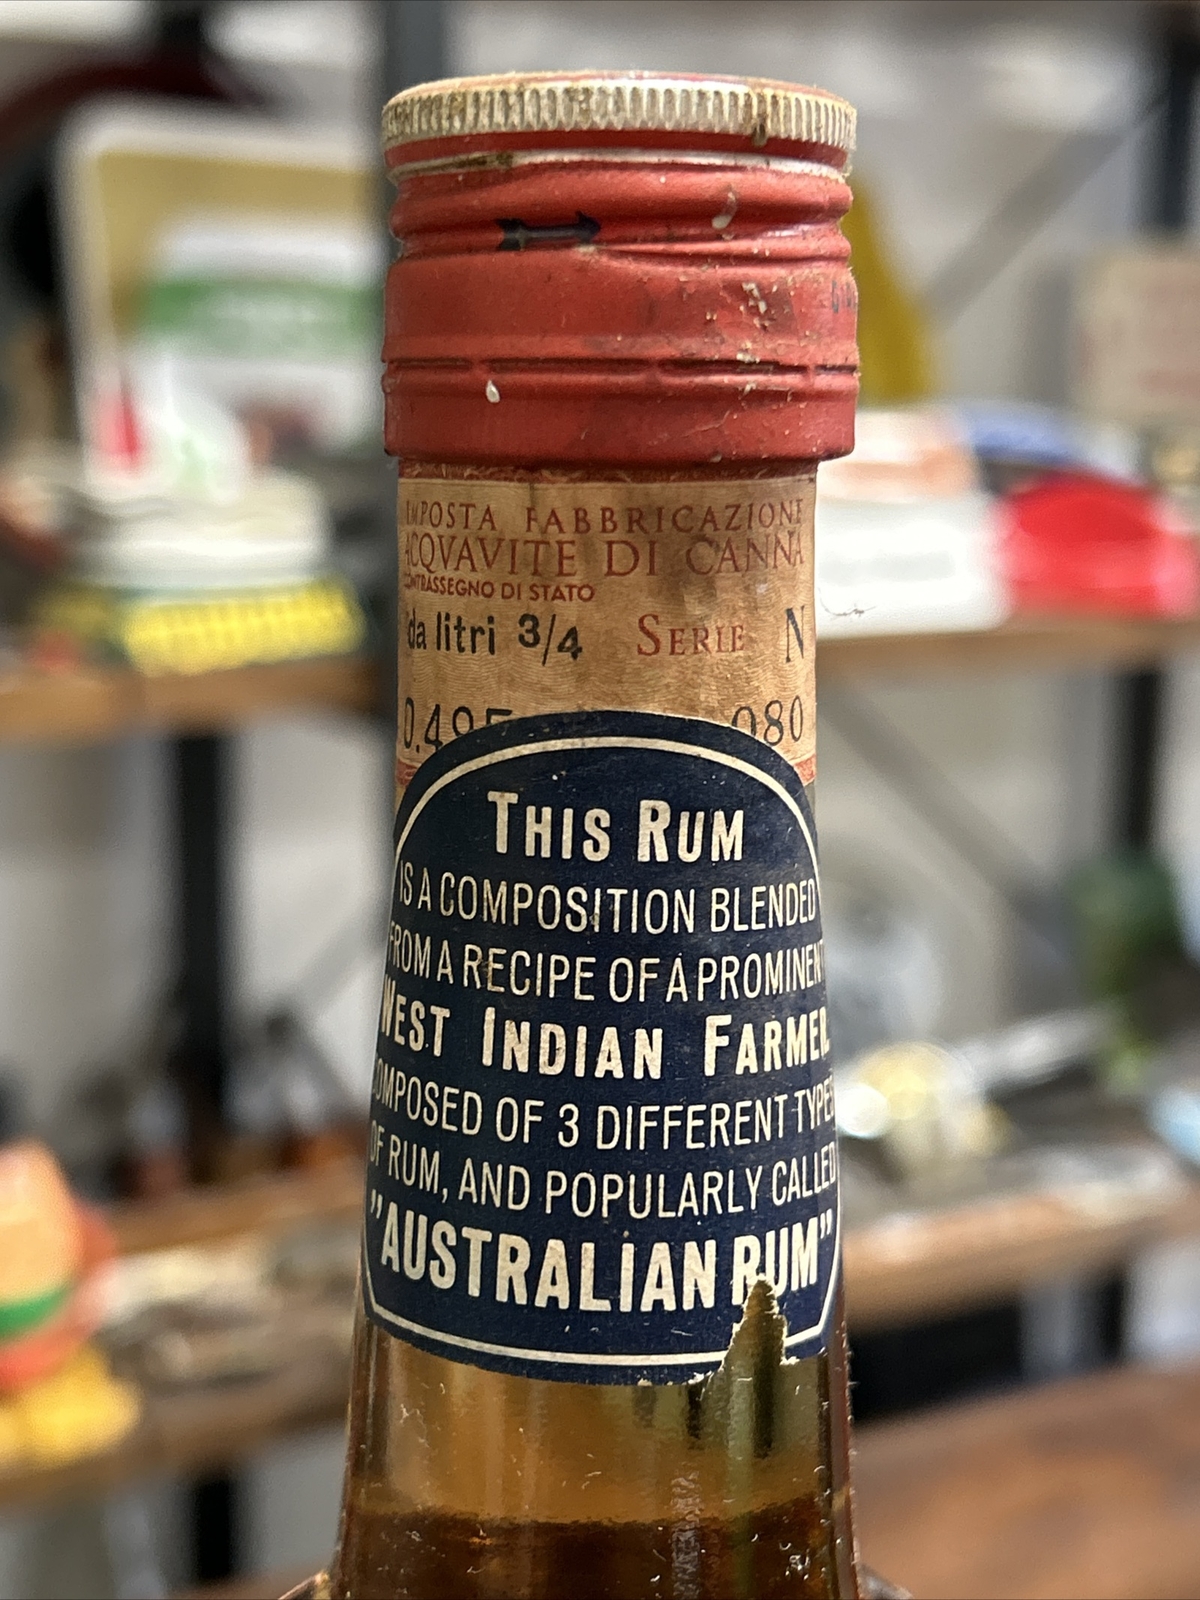 IMPOSTA FABBRICAZIONE
ACQVAVITE DI CANNA
CONTRASSEGNO DI STATO
da litri 3/4 SERIE N
THIS RUM
IS A COMPOSITION BLENDED
FROM A RECIPE OF A PROMINENT
WEST INDIAN FARMER
COMPOSED OF 3 DIFFERENT TYPES
OF RUM, AND POPULARLY CALLED
"AUSTRALIAN RUM"